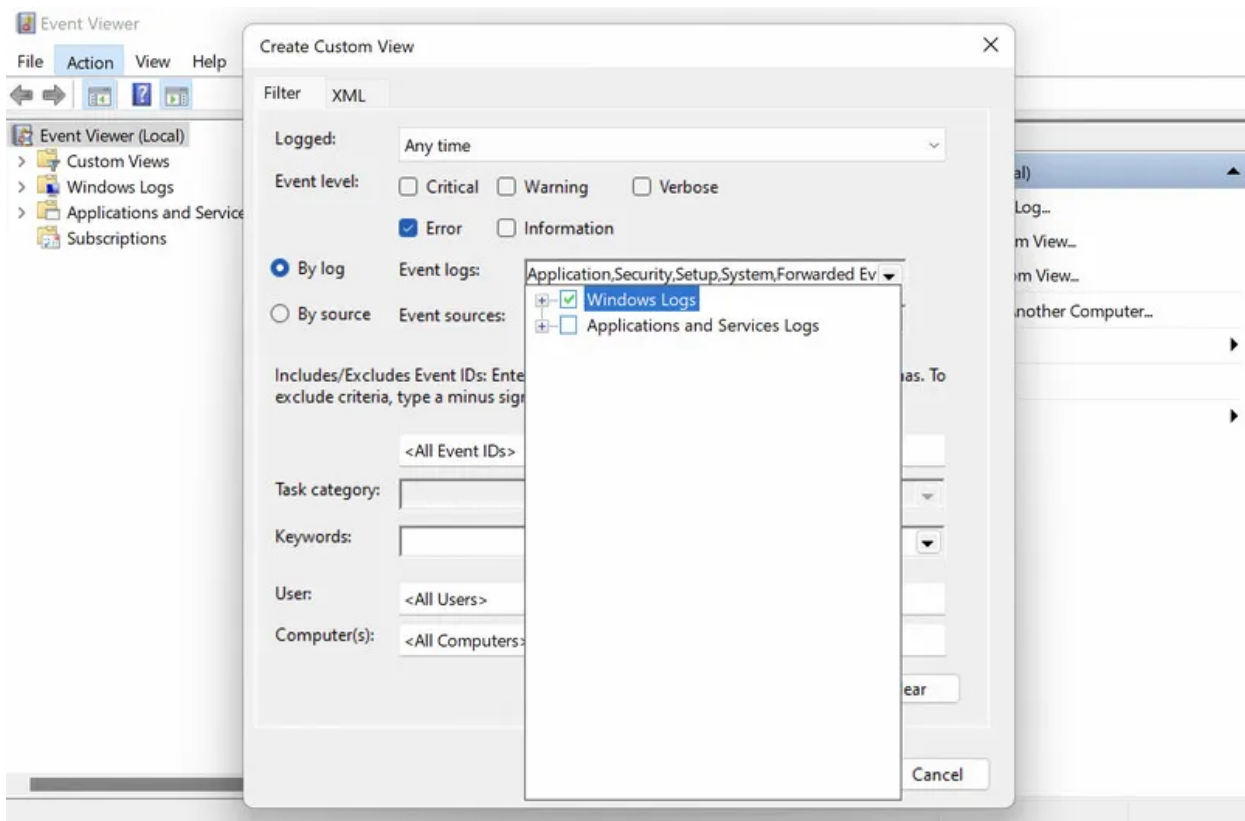 Event Viewer
File Action View Help
Event Viewer (Local)
Custom Views
Windows Logs
Applications and Service
Subscriptions
Create Custom View
Filter XML
Logged: Any time
Event level: Critical Warning Verbose
Error Information
By log Event logs: Application,Security,Setup,System,Forwarded Ev
Windows Logs
Applications and Services Logs
By source Event sources:
Includes/Excludes Event IDs: Ente
To
exclude criteria, type a minus sig
<All Event IDs>
Task category:
Keywords:
User: <All Users>
Computer(s): <All Computers>
ear
Cancel
al)
Log...
m View...
om View...
nother Computer...